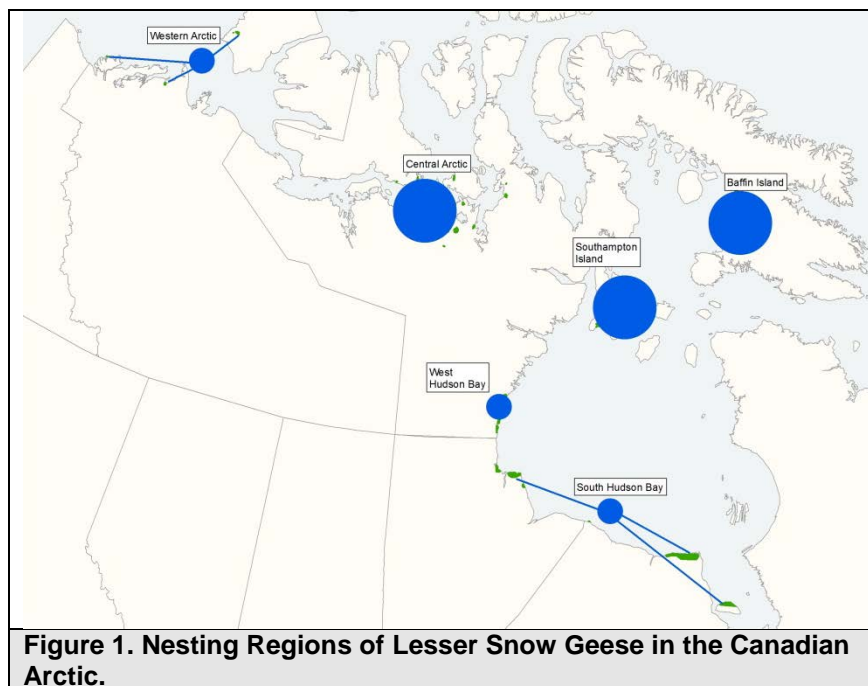 Western Arctic
Central Arctic
Baffin Island
Southampton
Island
West
Hudson Bay
South Hudson Bay
Figure 1. Nesting Regions of Lesser Snow Geese in the Canadian
Arctic.